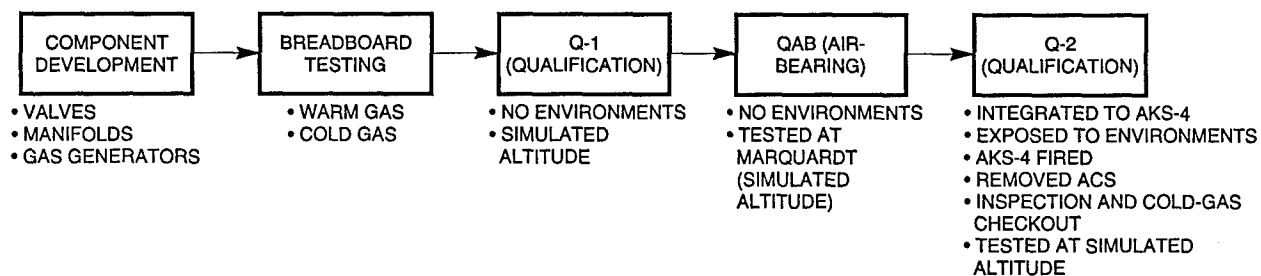 COMPONENT
DEVELOPMENT
• VALVES
• MANIFOLDS
• GAS GENERATORS
BREADBOARD
TESTING
• WARM GAS
• COLD GAS
Q-1
(QUALIFICATION)
• NO ENVIRONMENTS
• SIMULATED
ALTITUDE
QAB (AIR-
BEARING)
• NO ENVIRONMENTS
• TESTED AT
MARQUARDT
(SIMULATED
ALTITUDE)
Q-2
(QUALIFICATION)
• INTEGRATED TO AKS-4
• EXPOSED TO ENVIRONMENTS
• AKS-4 FIRED
• REMOVED ACS
• INSPECTION AND COLD-GAS
CHECKOUT
• TESTED AT SIMULATED
ALTITUDE